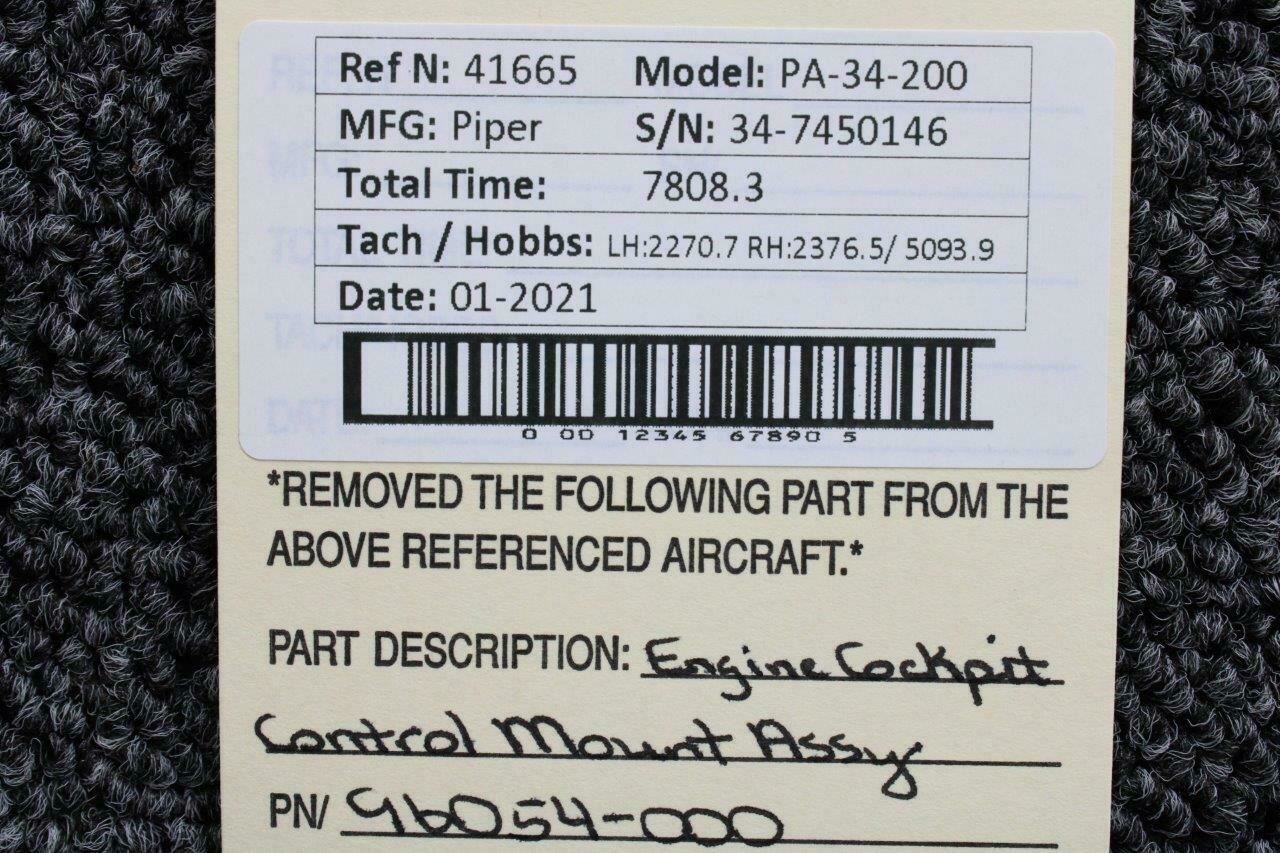 Ref N: 41665 Model: PA-34-200
MFG: Piper S/N: 34-7450146
Total Time: 7808.3
Tach / Hobbs: LH:2270.7 RH:2376.5/ 5093.9
Date: 01-2021
0 00 12345 67890 5
*REMOVED THE FOLLOWING PART FROM THE
ABOVE REFERENCED AIRCRAFT.*
PART DESCRIPTION: Engine Cockpit
Control Mount Assy
PN/ 96054-000